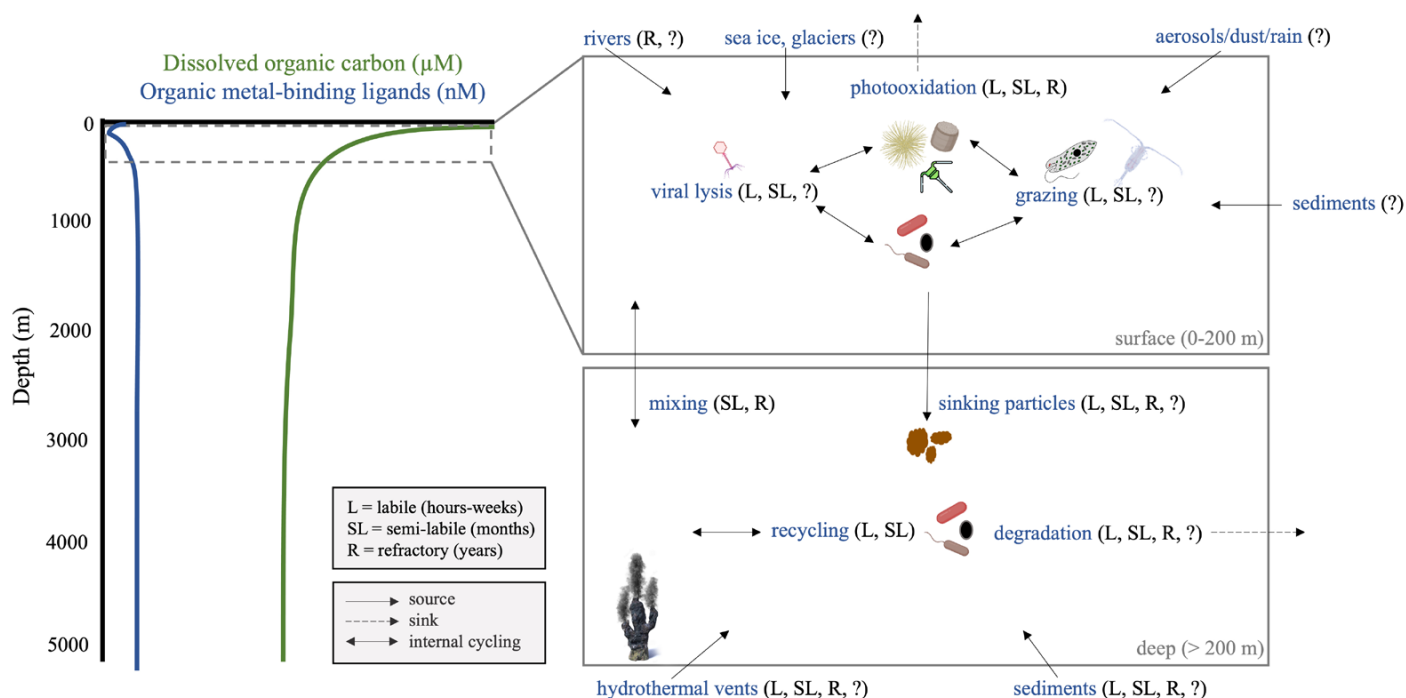 Dissolved organic carbon (µM)
Organic metal-binding ligands (nM)
0
1000
2000
3000
4000
5000
Depth (m)
L = labile (hours-weeks)
SL = semi-labile (months)
R = refractory (years)
source
sink
internal cycling
rivers (R, ?)
sea ice, glaciers (?)
aerosols/dust/rain (?)
photooxidation (L, SL, R)
viral lysis (L, SL, ?)
grazing (L, SL, ?)
sediments (?)
surface (0-200 m)
mixing (SL, R)
sinking particles (L, SL, R, ?)
recycling (L, SL)
degradation (L, SL, R, ?)
deep (> 200 m)
hydrothermal vents (L, SL, R, ?)
sediments (L, SL, R, ?)